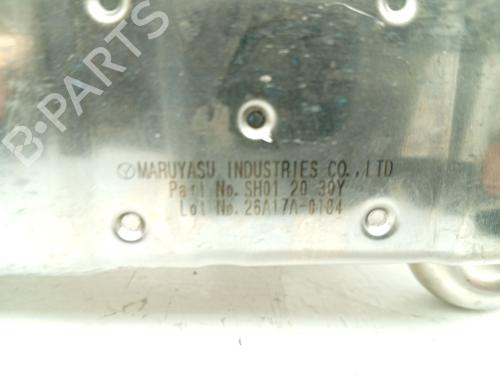 B-PARTS
MARUYASU INDUSTRIES CO.,LTD
Part No. SH01 20 30Y
Lot No. 26A17A-0104